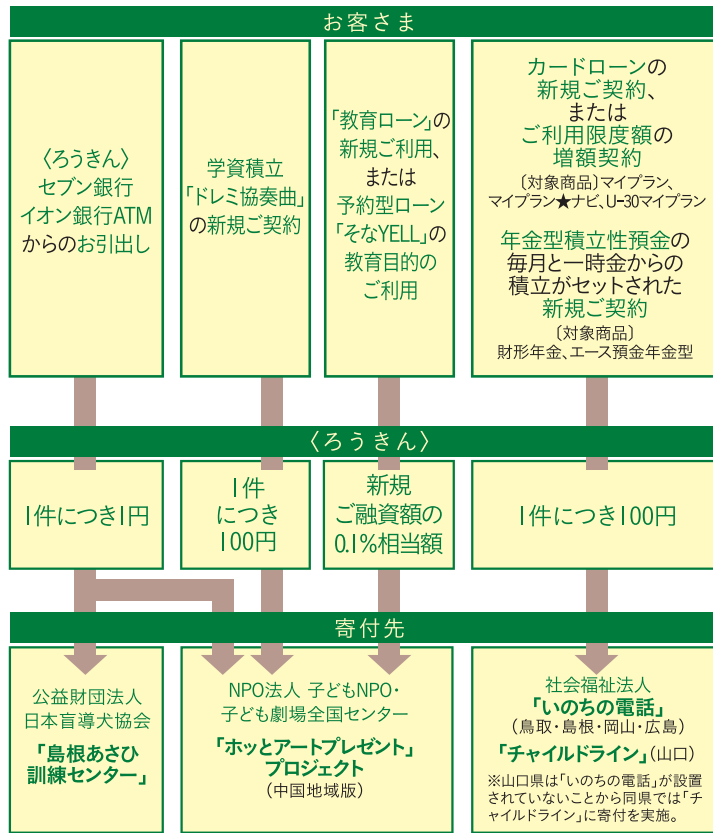 お客さま
〈ろうきん〉
セブン銀行
イオン銀行ATM
からのお引出し
学資積立
「ドレミ協奏曲」
の新規ご契約
「教育ローン」の
新規ご利用、
または
予約型ローン
「そなYELL」の
教育目的の
ご利用
カードローンの
新規ご契約、
または
ご利用限度額の
増額契約
〔対象商品〕マイプラン、
マイプラン★ナビ、U-30マイプラン
年金型積立性預金の
毎月と一時金からの
積立がセットされた
新規ご契約
〔対象商品〕
財形年金、エース預金年金型
〈ろうきん〉
1件につき1円
1件
につき
100円
新規
ご融資額の
0.1%相当額
1件につき100円
寄付先
公益財団法人
日本盲導犬協会
「島根あさひ
訓練センター」
NPO法人 子どもNPO・
子ども劇場全国センター
「ホッとアートプレゼント」
プロジェクト
(中国地域版)
社会福祉法人
「いのちの電話」
(鳥取・島根・岡山・広島)
「チャイルドライン」(山口)
※山口県は「いのちの電話」が設置
されていないことから同県では「チ
ャイルドライン」に寄付を実施。